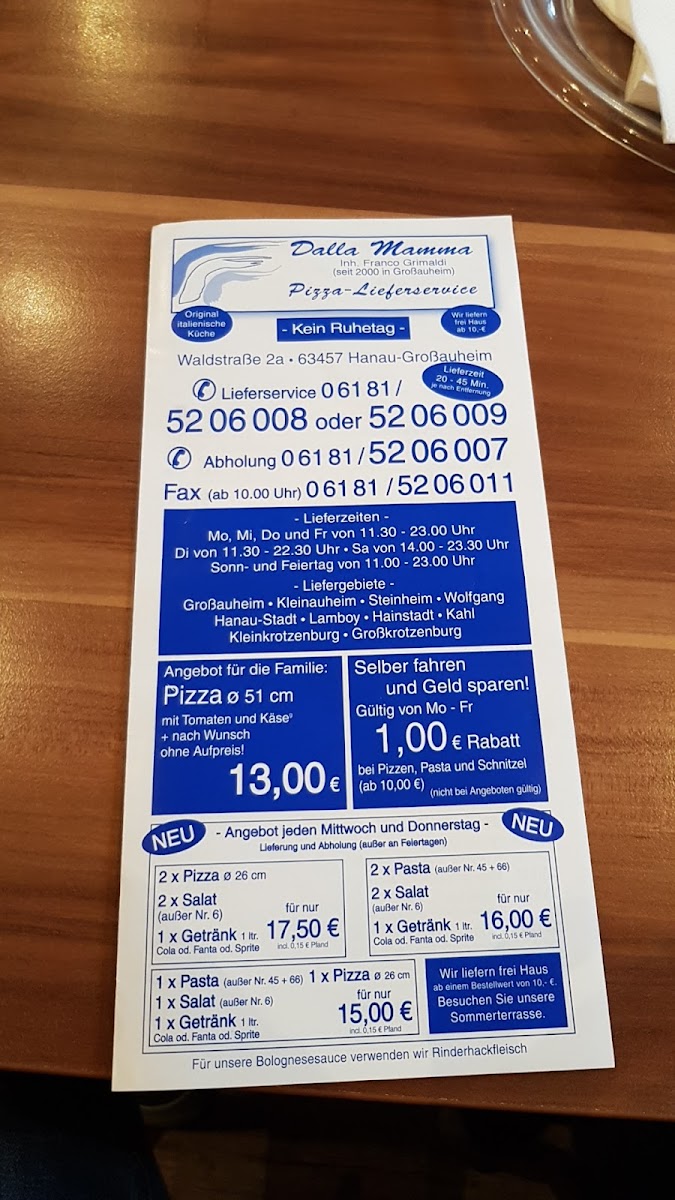 Dalla Mamma
Inh. Franco Grimaldi
(seit 2000 in Großauheim)
Pizza-Lieferservice
Original
italienische
Küche
- Kein Ruhetag -
Wir liefern
frei Haus
ab 10,-€
Waldstraße 2a • 63457 Hanau-Großauheim
Lieferzeit
20 - 45 Min.
je nach Entfernung
Lieferservice 0 61 81 /
52 06 008 oder 52 06 009
Abholung 0 61 81 / 52 06 007
Fax (ab 10.00 Uhr) 0 61 81 / 52 06 011
- Lieferzeiten -
Mo, Mi, Do und Fr von 11.30 - 23.00 Uhr
Di von 11.30 - 22.30 Uhr • Sa von 14.00 - 23.30 Uhr
Sonn- und Feiertag von 11.00 - 23.00 Uhr
- Liefergebiete -
Großauheim • Kleinauheim • Steinheim • Wolfgang
Hanau-Stadt • Lamboy • Hainstadt • Kahl
Kleinkrotzenburg • Großkrotzenburg
Angebot für die Familie:
Pizza ø 51 cm
mit Tomaten und Käse⁹
+ nach Wunsch
ohne Aufpreis!
13,00 €
Selber fahren
und Geld sparen!
Gültig von Mo - Fr
1,00 € Rabatt
bei Pizzen, Pasta und Schnitzel
(ab 10,00 €) (nicht bei Angeboten gültig)
NEU
- Angebot jeden Mittwoch und Donnerstag -
Lieferung und Abholung (außer an Feiertagen)
NEU
2 x Pizza ø 26 cm
2 x Salat
(außer Nr. 6)
1 x Getränk 1 ltr.
Cola od. Fanta od. Sprite
für nur
17,50 €
incl. 0,15 € Pfand
2 x Pasta (außer Nr. 45 + 66)
2 x Salat
(außer Nr. 6)
1 x Getränk 1 ltr.
Cola od. Fanta od. Sprite
für nur
16,00 €
incl. 0,15 € Pfand
1 x Pasta (außer Nr. 45 + 66) 1 x Pizza ø 26 cm
1 x Salat (außer Nr. 6)
1 x Getränk 1 ltr.
Cola od. Fanta od. Sprite
für nur
15,00 €
incl. 0,15 € Pfand
Wir liefern frei Haus
ab einem Bestellwert von 10,- €.
Besuchen Sie unsere
Sommerterrasse.
Für unsere Bolognesesauce verwenden wir Rinderhackfleisch